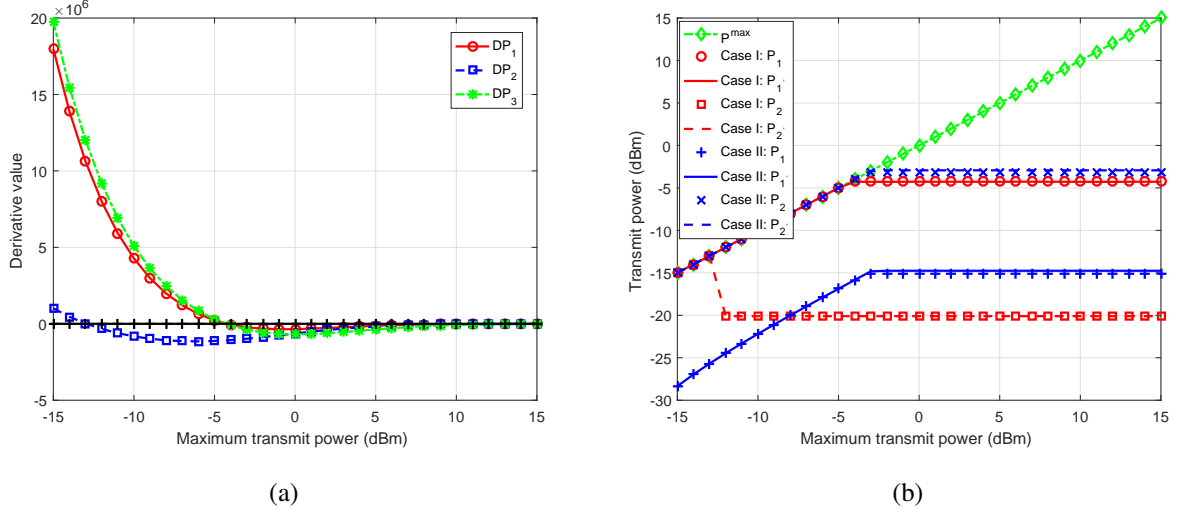 ×10⁶
20
15
10
5
0
-5
Derivative value
-15
-10
-5
0
5
10
15
Maximum transmit power (dBm)
DP₁
DP₂
DP₃
(a)
15
10
5
0
-5
-10
-15
-20
-25
-30
Transmit power (dBm)
-15
-10
-5
0
5
10
15
Maximum transmit power (dBm)
Pᵐᵃˣ
Case I: P₁
Case I: P₁
Case I: P₂
Case I: P₂
Case II: P₁
Case II: P₁
Case II: P₂
Case II: P₂
(b)